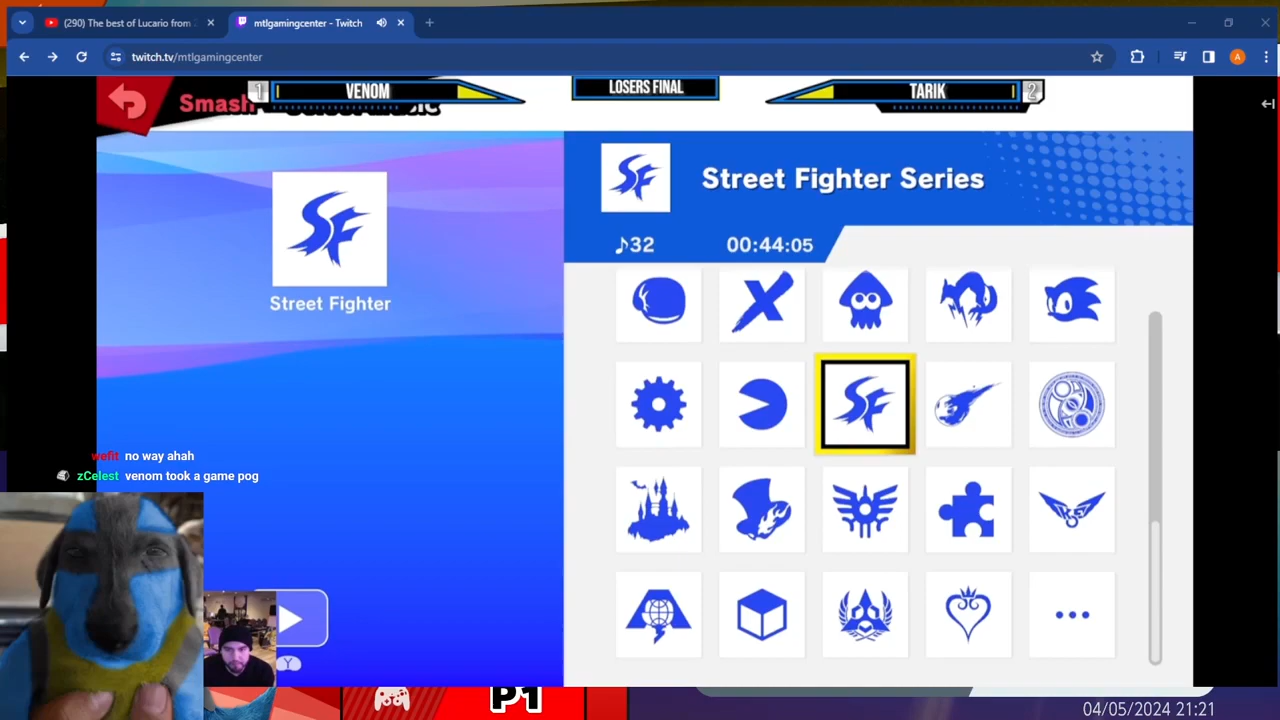 (290) The best of Lucario from
mtlgamingcenter - Twitch
twitch.tv/mtlgamingcenter
A
1 VENOM
LOSERS FINAL
TARIK 2
Smash
Street Fighter Series
♪32 00:44:05
SF
Street Fighter
wefit no way ahah
zCelest venom took a game pog
Y
P1
04/05/2024 21:21